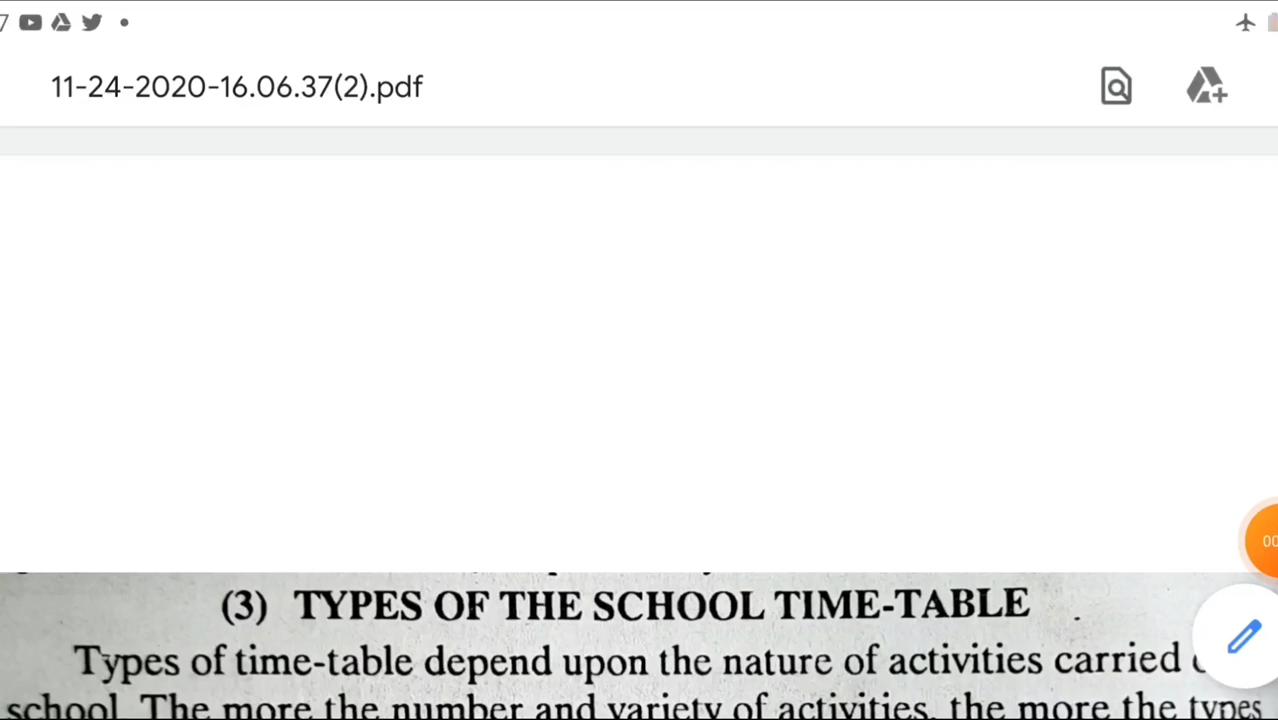 7
11-24-2020-16.06.37(2).pdf
00
(3) TYPES OF THE SCHOOL TIME-TABLE
Types of time-table depend upon the nature of activities carried
school. The more the number and variety of activities, the more the types